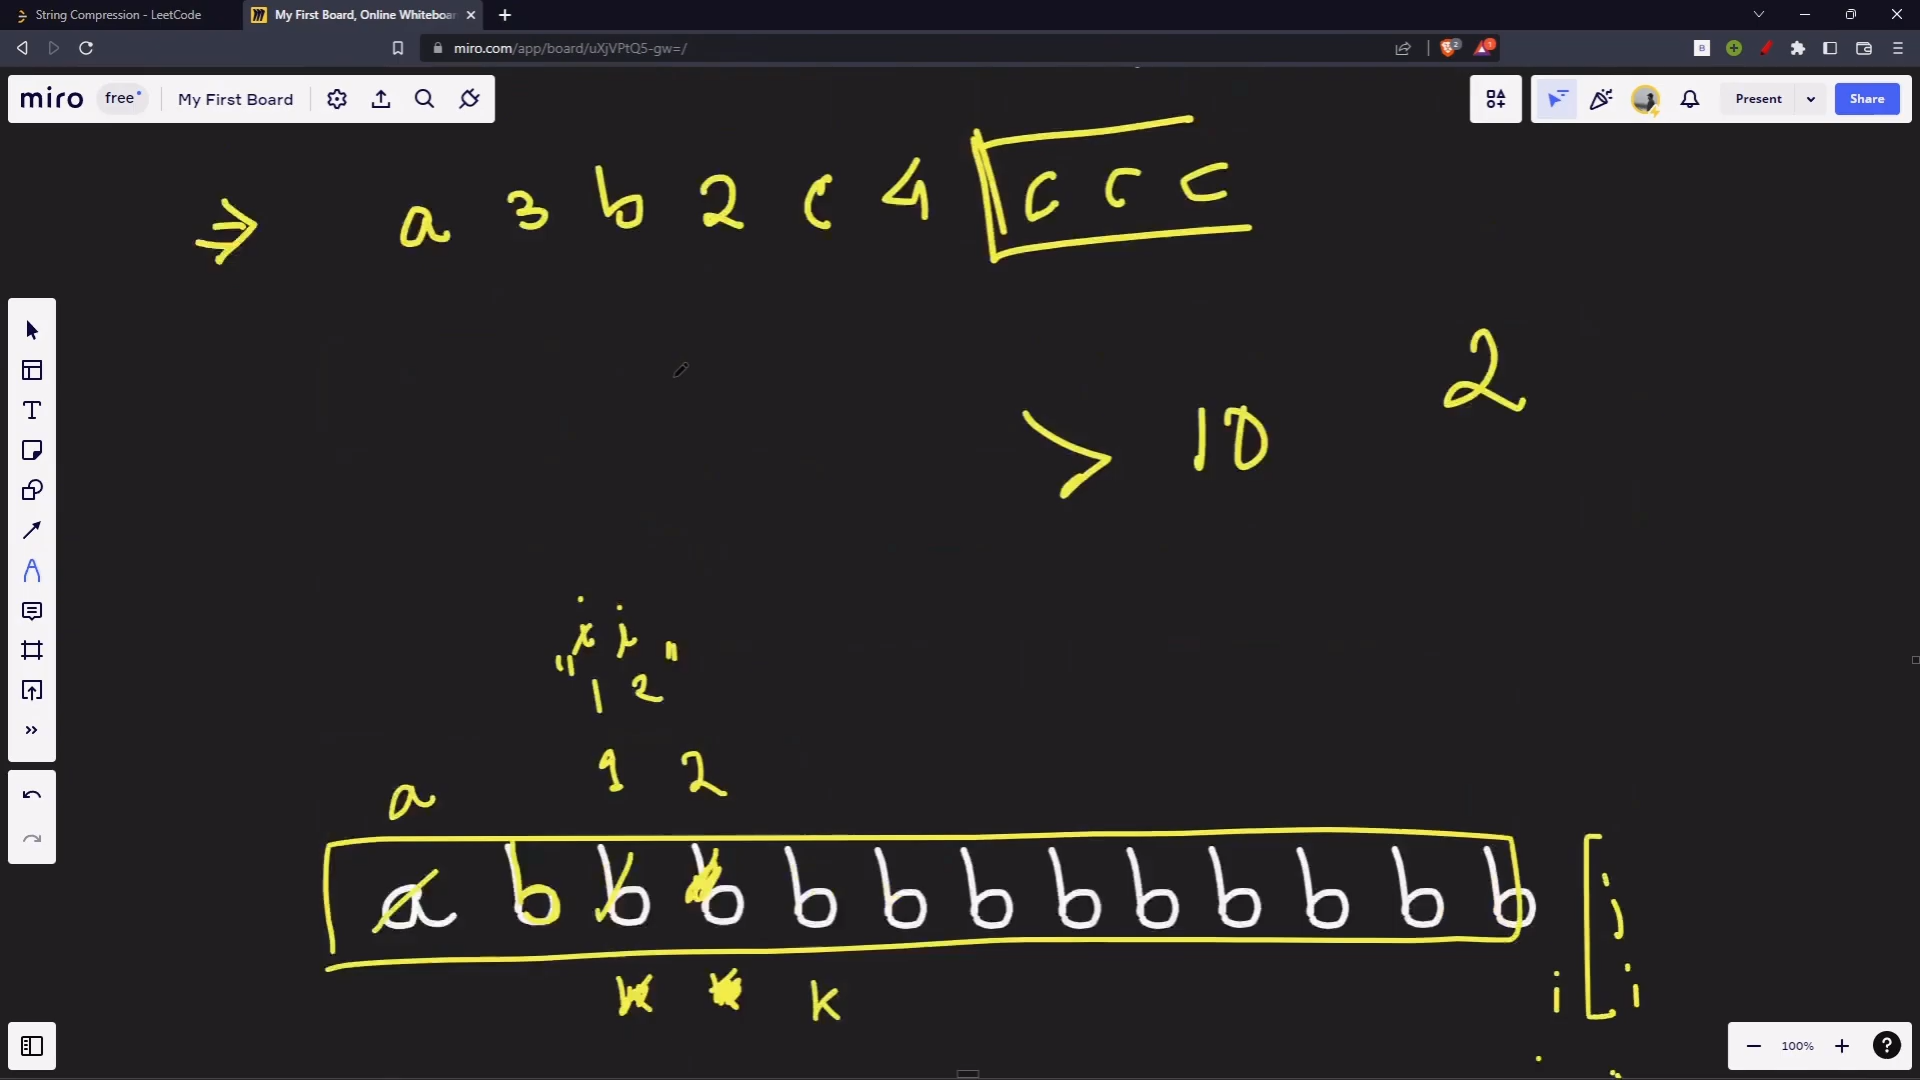 String Compression - LeetCode
My First Board, Online Whiteboa
miro.com/app/board/uXjVPtQ5-gw=/
miro free My First Board
Present Share
a 3 b 2 c 4 c c c
2
> 10
i i
" 1 2 "
1 2
a
a b b b b b b b b b b b b
j
k k k
i i
100%